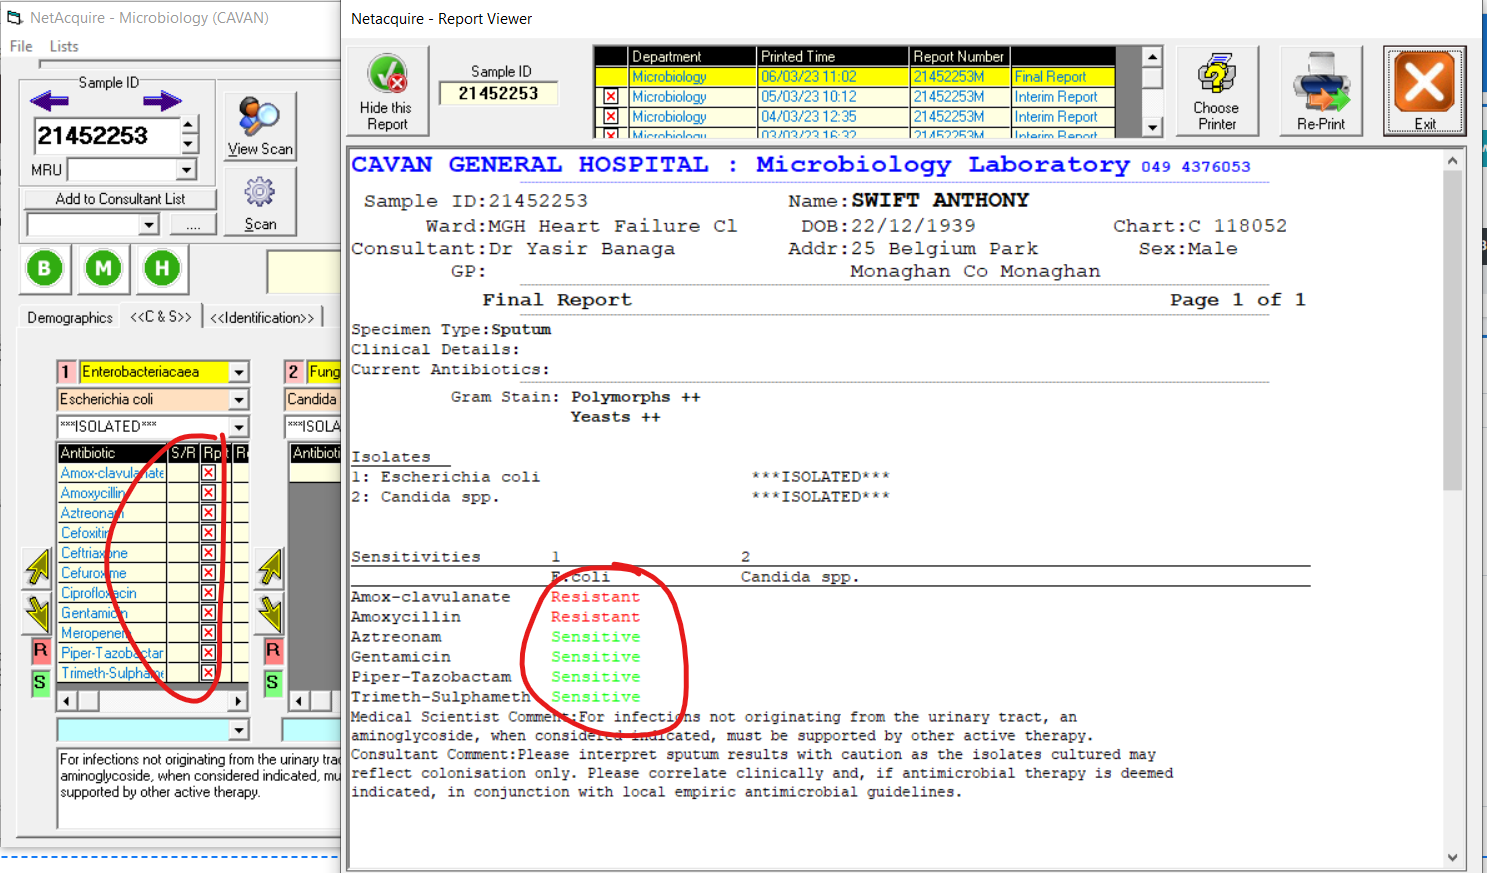 NetAcquire - Microbiology (CAVAN)
File Lists
Sample ID
21452253
MRU
View Scan
Add to Consultant List
....
Scan
B M H
Demographics <<C & S>> <<Identification>>
1 Enterobacteriacaea
Escherichia coli
***ISOLATED***
Antibiotic S/R Rpt
Amox-clavulanate
Amoxycillin
Aztreonam
Cefoxitin
Ceftriaxone
Cefuroxime
Ciprofloxacin
Gentamicin
Meropenem
Piper-Tazobactam
Trimeth-Sulphame
R
S
2 Fung
Candida
***ISOLA
Antibioti
R
S
For infections not originating from the urinary tra
aminoglycoside, when considered indicated, mu
supported by other active therapy.
Netacquire - Report Viewer
Hide this
Report
Sample ID
21452253
Department Printed Time Report Number
Microbiology 06/03/23 11:02 21452253M Final Report
Microbiology 05/03/23 10:12 21452253M Interim Report
Microbiology 04/03/23 12:35 21452253M Interim Report
Microbiology 03/03/23 16:32 21452253M Interim Report
Choose
Printer
Re-Print
Exit
CAVAN GENERAL HOSPITAL : Microbiology Laboratory 049 4376053
Sample ID:21452253 Name:SWIFT ANTHONY
Ward:MGH Heart Failure Cl DOB:22/12/1939 Chart:C 118052
Consultant:Dr Yasir Banaga Addr:25 Belgium Park Sex:Male
GP: Monaghan Co Monaghan
Final Report Page 1 of 1
Specimen Type:Sputum
Clinical Details:
Current Antibiotics:
Gram Stain: Polymorphs ++
Yeasts ++
Isolates
1: Escherichia coli ***ISOLATED***
2: Candida spp. ***ISOLATED***
Sensitivities 1 2
E.coli Candida spp.
Amox-clavulanate Resistant
Amoxycillin Resistant
Aztreonam Sensitive
Gentamicin Sensitive
Piper-Tazobactam Sensitive
Trimeth-Sulphameth Sensitive
Medical Scientist Comment:For infections not originating from the urinary tract, an
aminoglycoside, when considered indicated, must be supported by other active therapy.
Consultant Comment:Please interpret sputum results with caution as the isolates cultured may
reflect colonisation only. Please correlate clinically and, if antimicrobial therapy is deemed
indicated, in conjunction with local empiric antimicrobial guidelines.